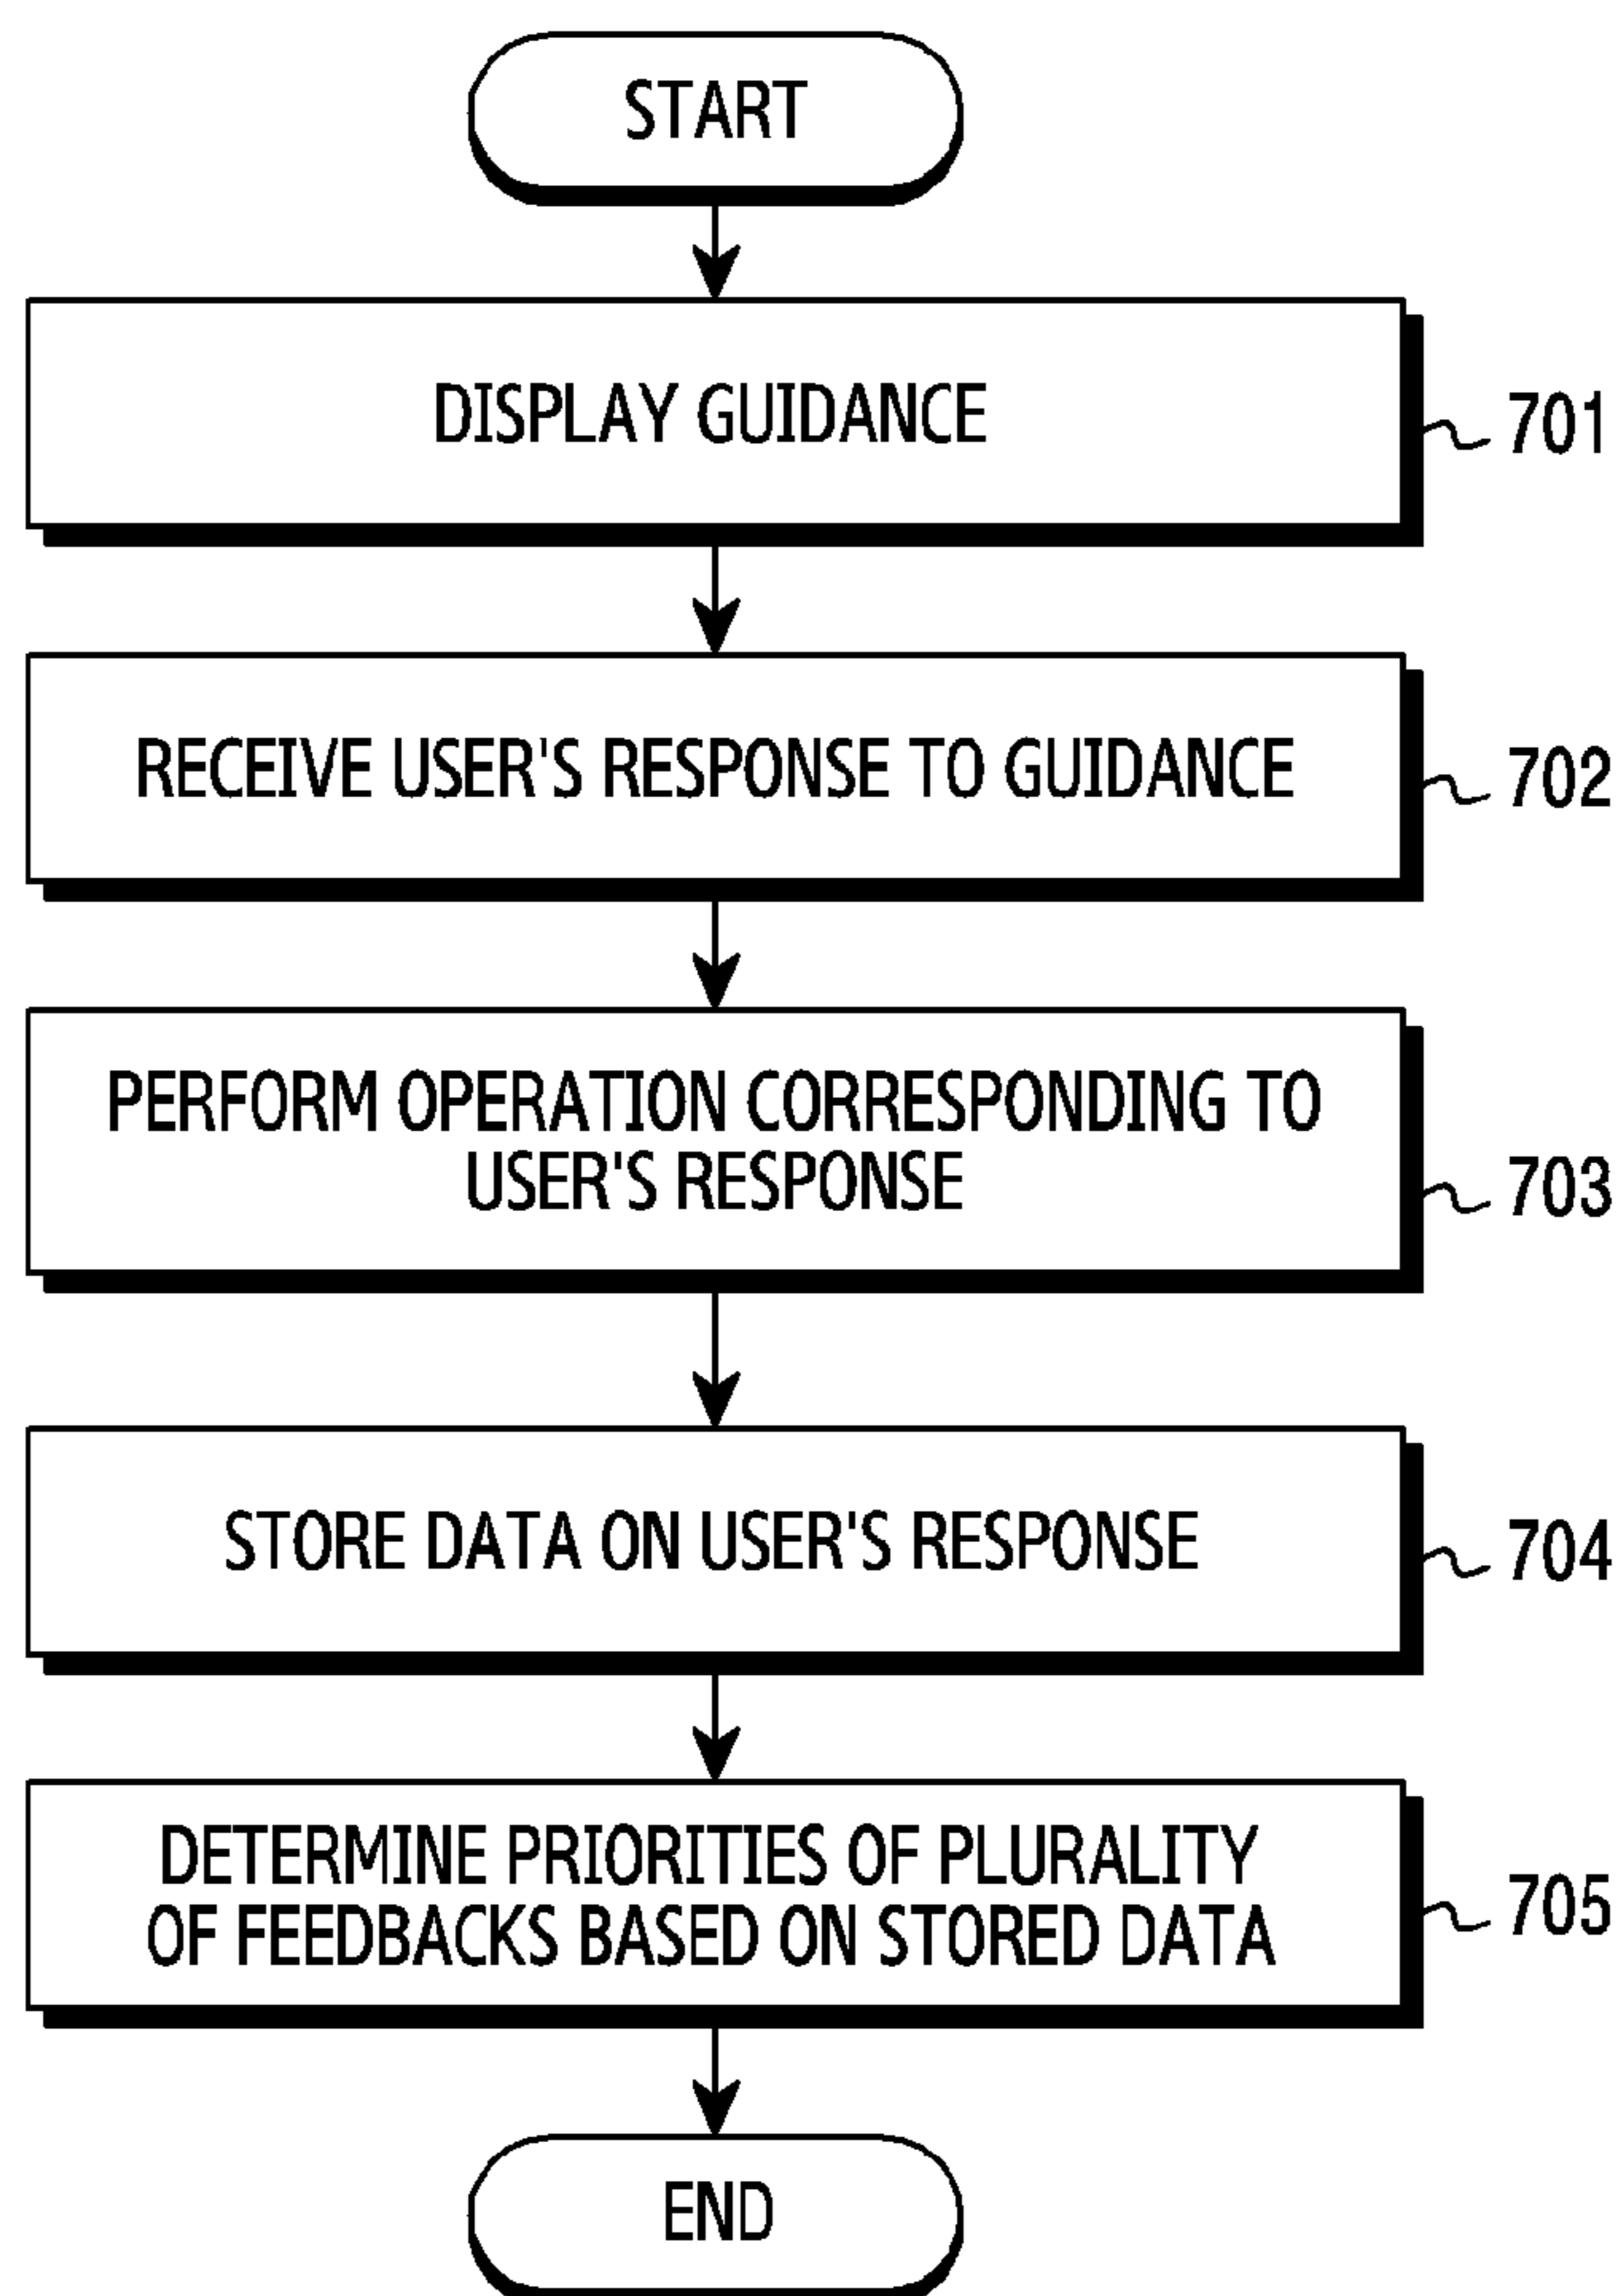 START
DISPLAY GUIDANCE
701
RECEIVE USER'S RESPONSE TO GUIDANCE
702
PERFORM OPERATION CORRESPONDING TO
USER'S RESPONSE
703
STORE DATA ON USER'S RESPONSE
704
DETERMINE PRIORITIES OF PLURALITY
OF FEEDBACKS BASED ON STORED DATA
705
END